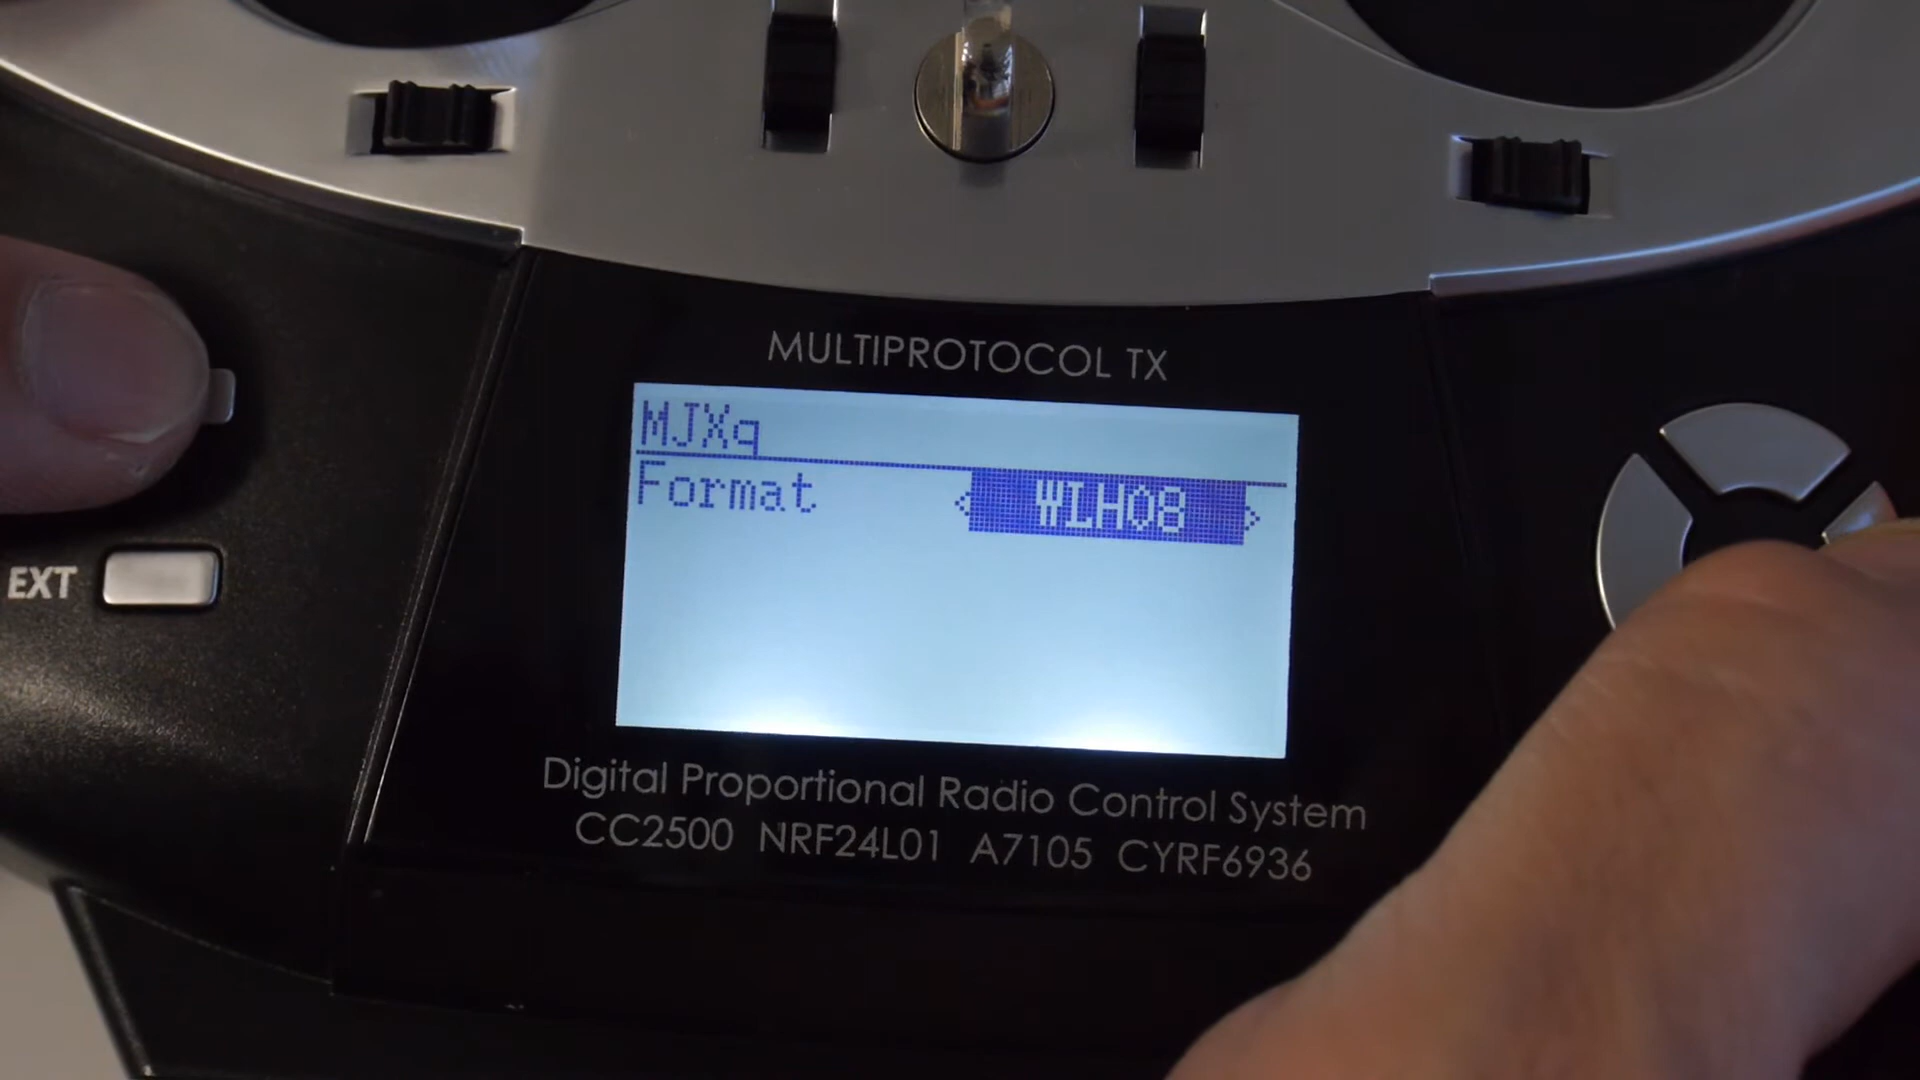 MULTIPROTOCOL TX
MJXq
Format WLH08
EXT
Digital Proportional Radio Control System
CC2500 NRF24L01 A7105 CYRF6936